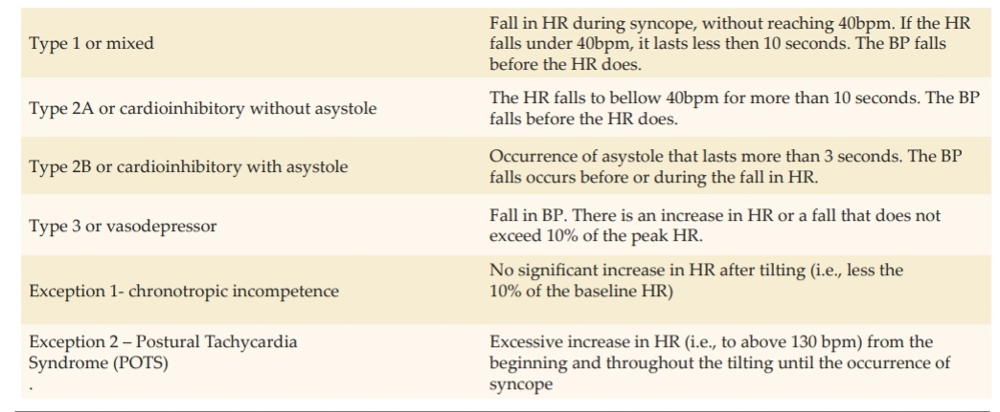 Type 1 or mixed
Fall in HR during syncope, without reaching 40bpm. If the HR
falls under 40bpm, it lasts less then 10 seconds. The BP falls
before the HR does.
Type 2A or cardioinhibitory without asystole
The HR falls to bellow 40bpm for more than 10 seconds. The BP
falls before the HR does.
Type 2B or cardioinhibitory with asystole
Occurrence of asystole that lasts more than 3 seconds. The BP
falls occurs before or during the fall in HR.
Type 3 or vasodepressor
Fall in BP. There is an increase in HR or a fall that does not
exceed 10% of the peak HR.
Exception 1- chronotropic incompetence
No significant increase in HR after tilting (i.e., less the
10% of the baseline HR)
Exception 2 – Postural Tachycardia
Syndrome (POTS)
.
Excessive increase in HR (i.e., to above 130 bpm) from the
beginning and throughout the tilting until the occurrence of
syncope